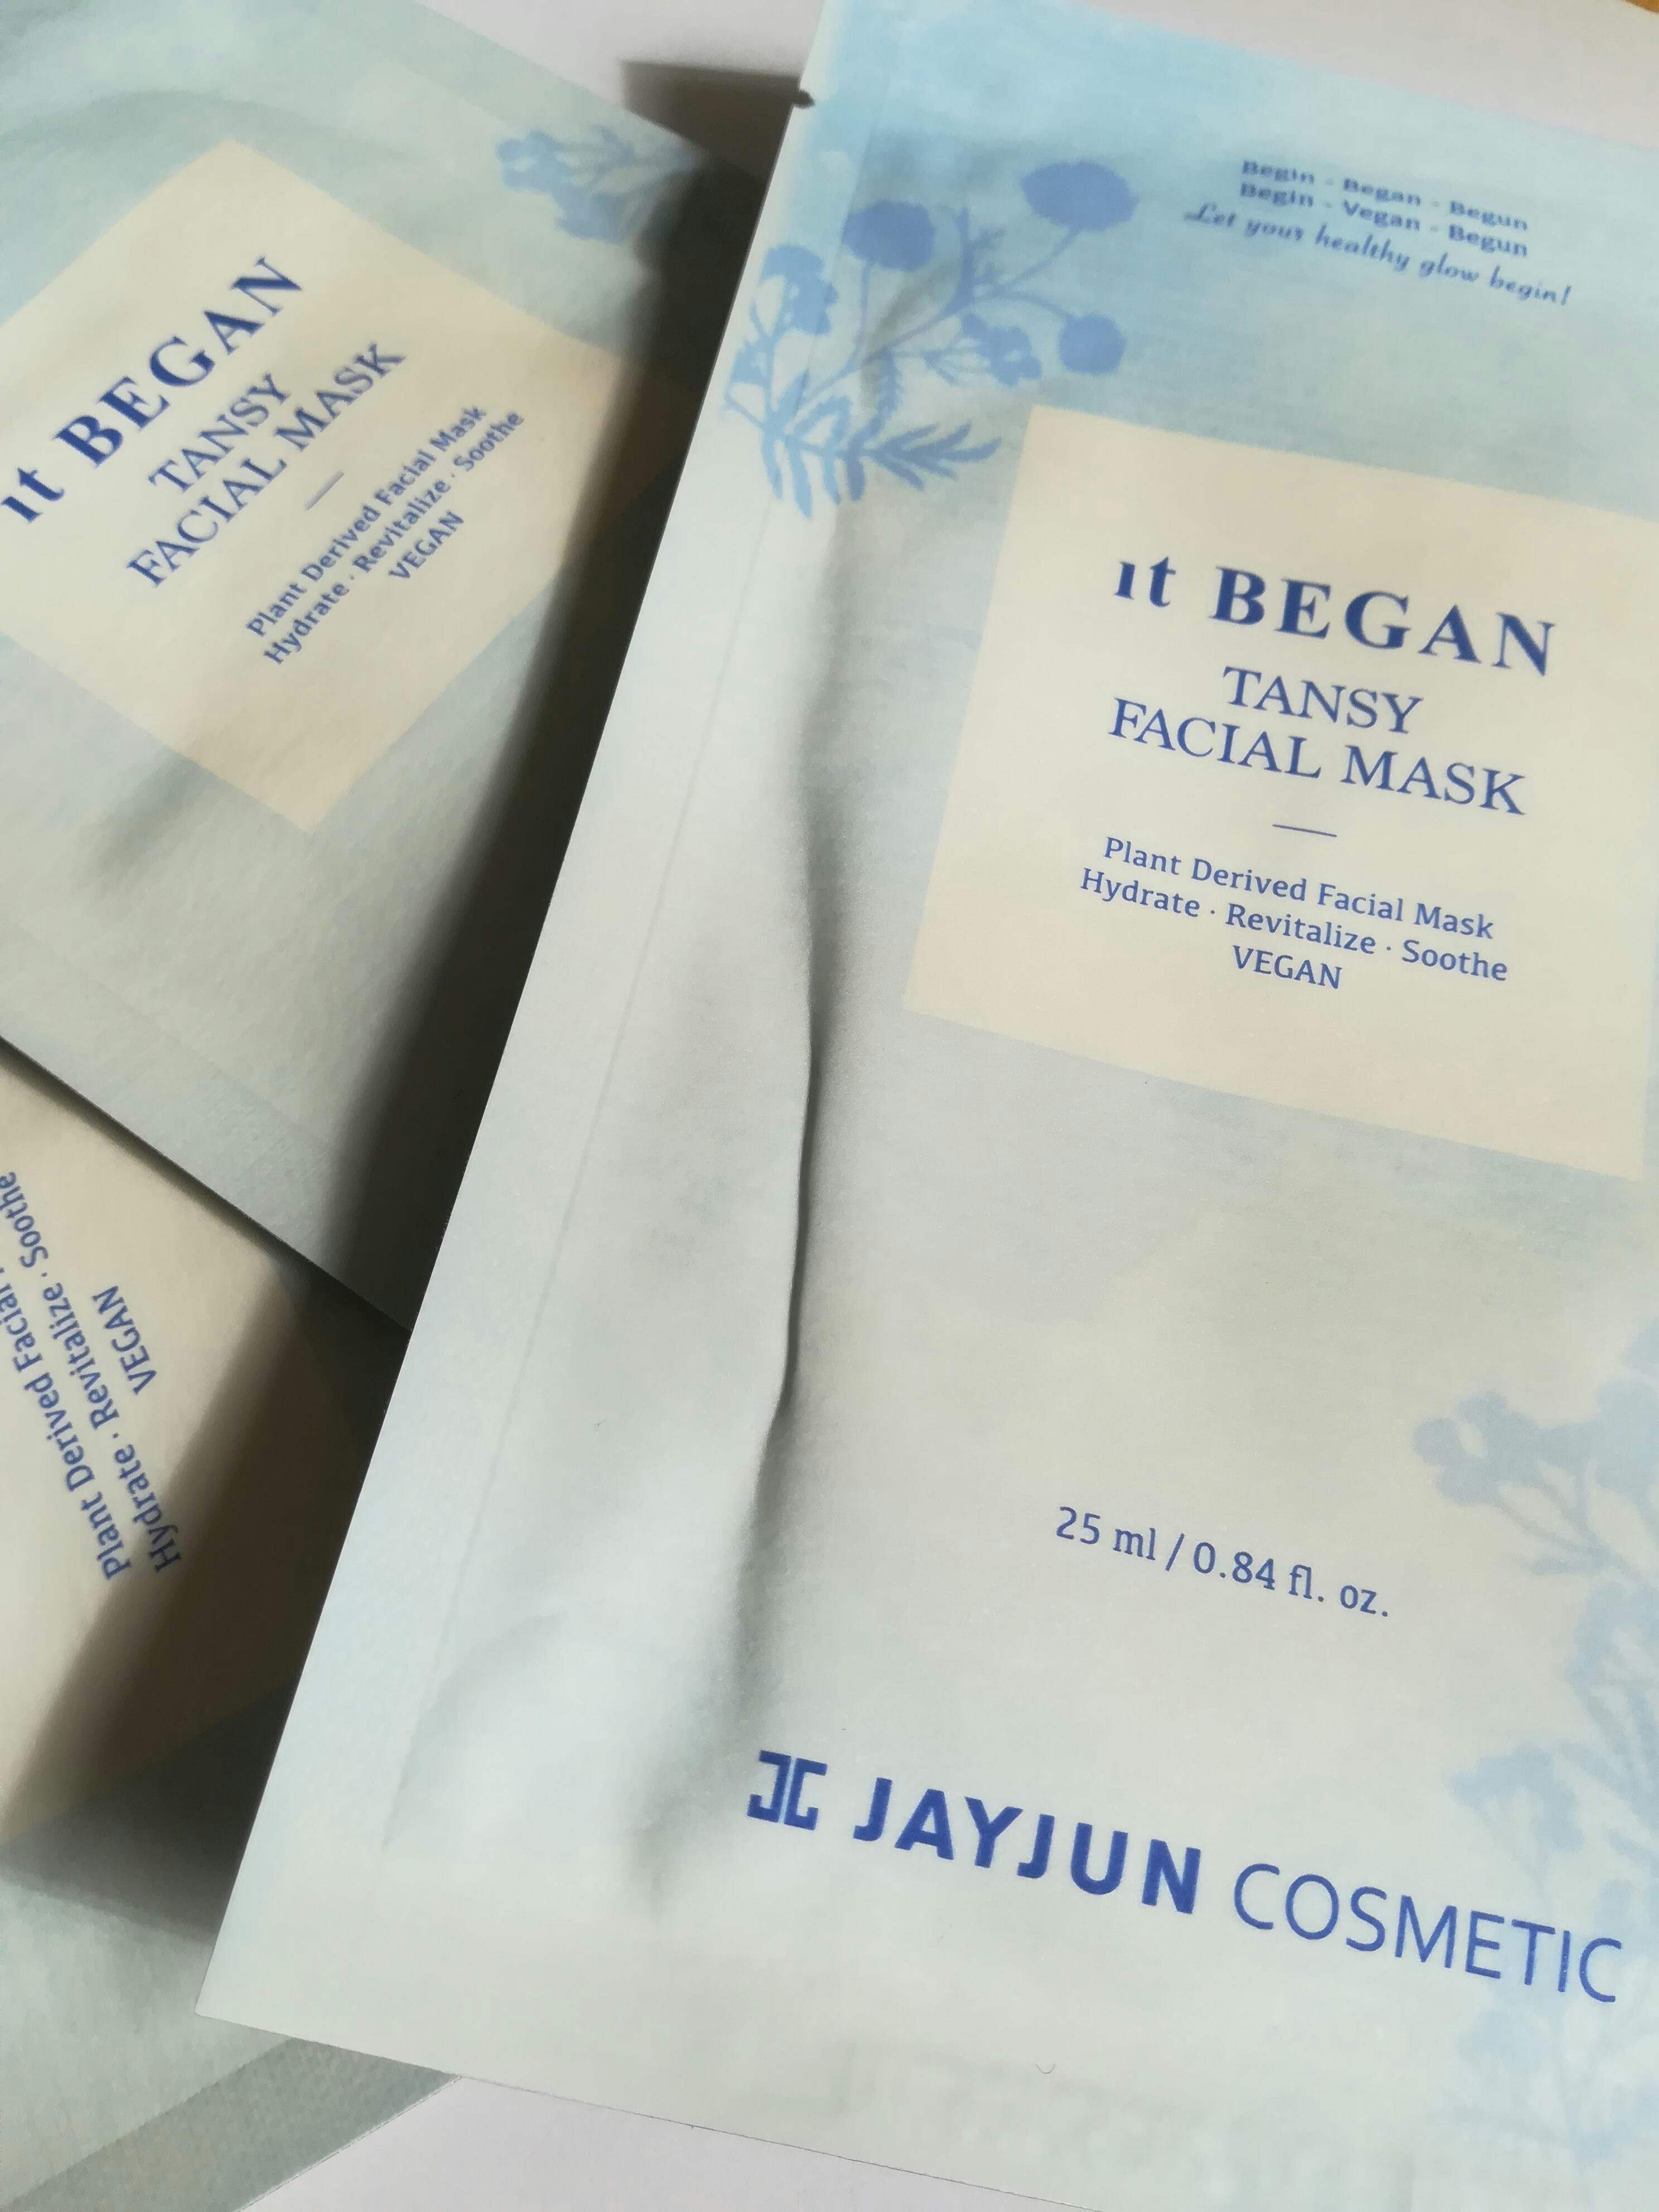 ıt BEGAN
TANSY
FACIAL MASK
Plant Derived Facial Mask
Hydrate · Revitalize · Soothe
VEGAN
Plant Derived Facial
Hydrate · Revitalize · Soothe
VEGAN
Begin - Began - Begun
Begin - Vegan - Begun
Let your healthy glow begin!
ıt BEGAN
TANSY
FACIAL MASK
Plant Derived Facial Mask
Hydrate · Revitalize · Soothe
VEGAN
25 ml / 0.84 fl. oz.
JAYJUN COSMETIC